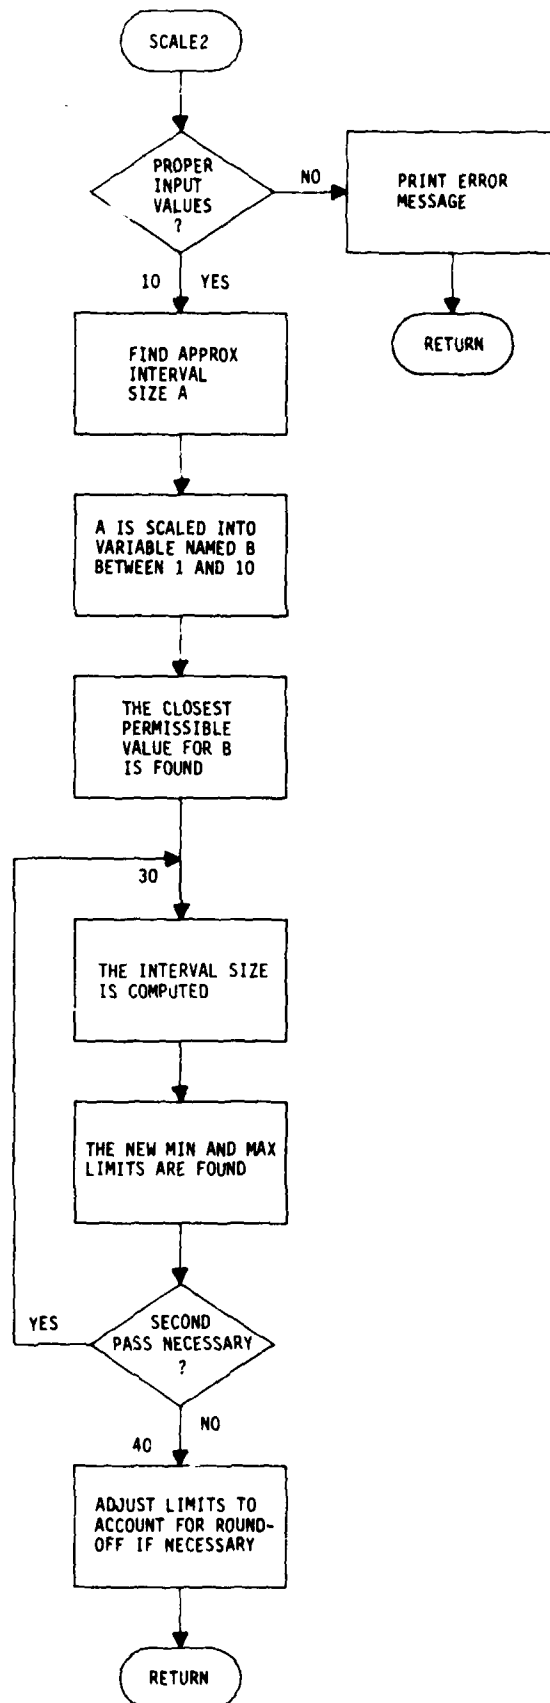 SCALE2
PROPER
INPUT
VALUES
?
NO
PRINT ERROR
MESSAGE
10 YES
RETURN
FIND APPROX
INTERVAL
SIZE A
A IS SCALED INTO
VARIABLE NAMED B
BETWEEN 1 AND 10
THE CLOSEST
PERMISSIBLE
VALUE FOR B
IS FOUND
30
THE INTERVAL SIZE
IS COMPUTED
THE NEW MIN AND MAX
LIMITS ARE FOUND
YES
SECOND
PASS NECESSARY
?
NO
40
ADJUST LIMITS TO
ACCOUNT FOR ROUND-
OFF IF NECESSARY
RETURN